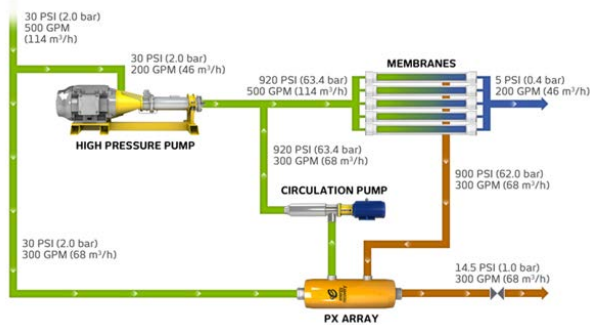 30 PSI (2.0 bar)
500 GPM
(114 m³/h)
30 PSI (2.0 bar)
200 GPM (46 m³/h)
HIGH PRESSURE PUMP
920 PSI (63.4 bar)
500 GPM (114 m³/h)
MEMBRANES
5 PSI (0.4 bar)
200 GPM (46 m³/h)
920 PSI (63.4 bar)
300 GPM (68 m³/h)
CIRCULATION PUMP
900 PSI (62.0 bar)
300 GPM (68 m³/h)
30 PSI (2.0 bar)
300 GPM (68 m³/h)
14.5 PSI (1.0 bar)
300 GPM (68 m³/h)
PX ARRAY